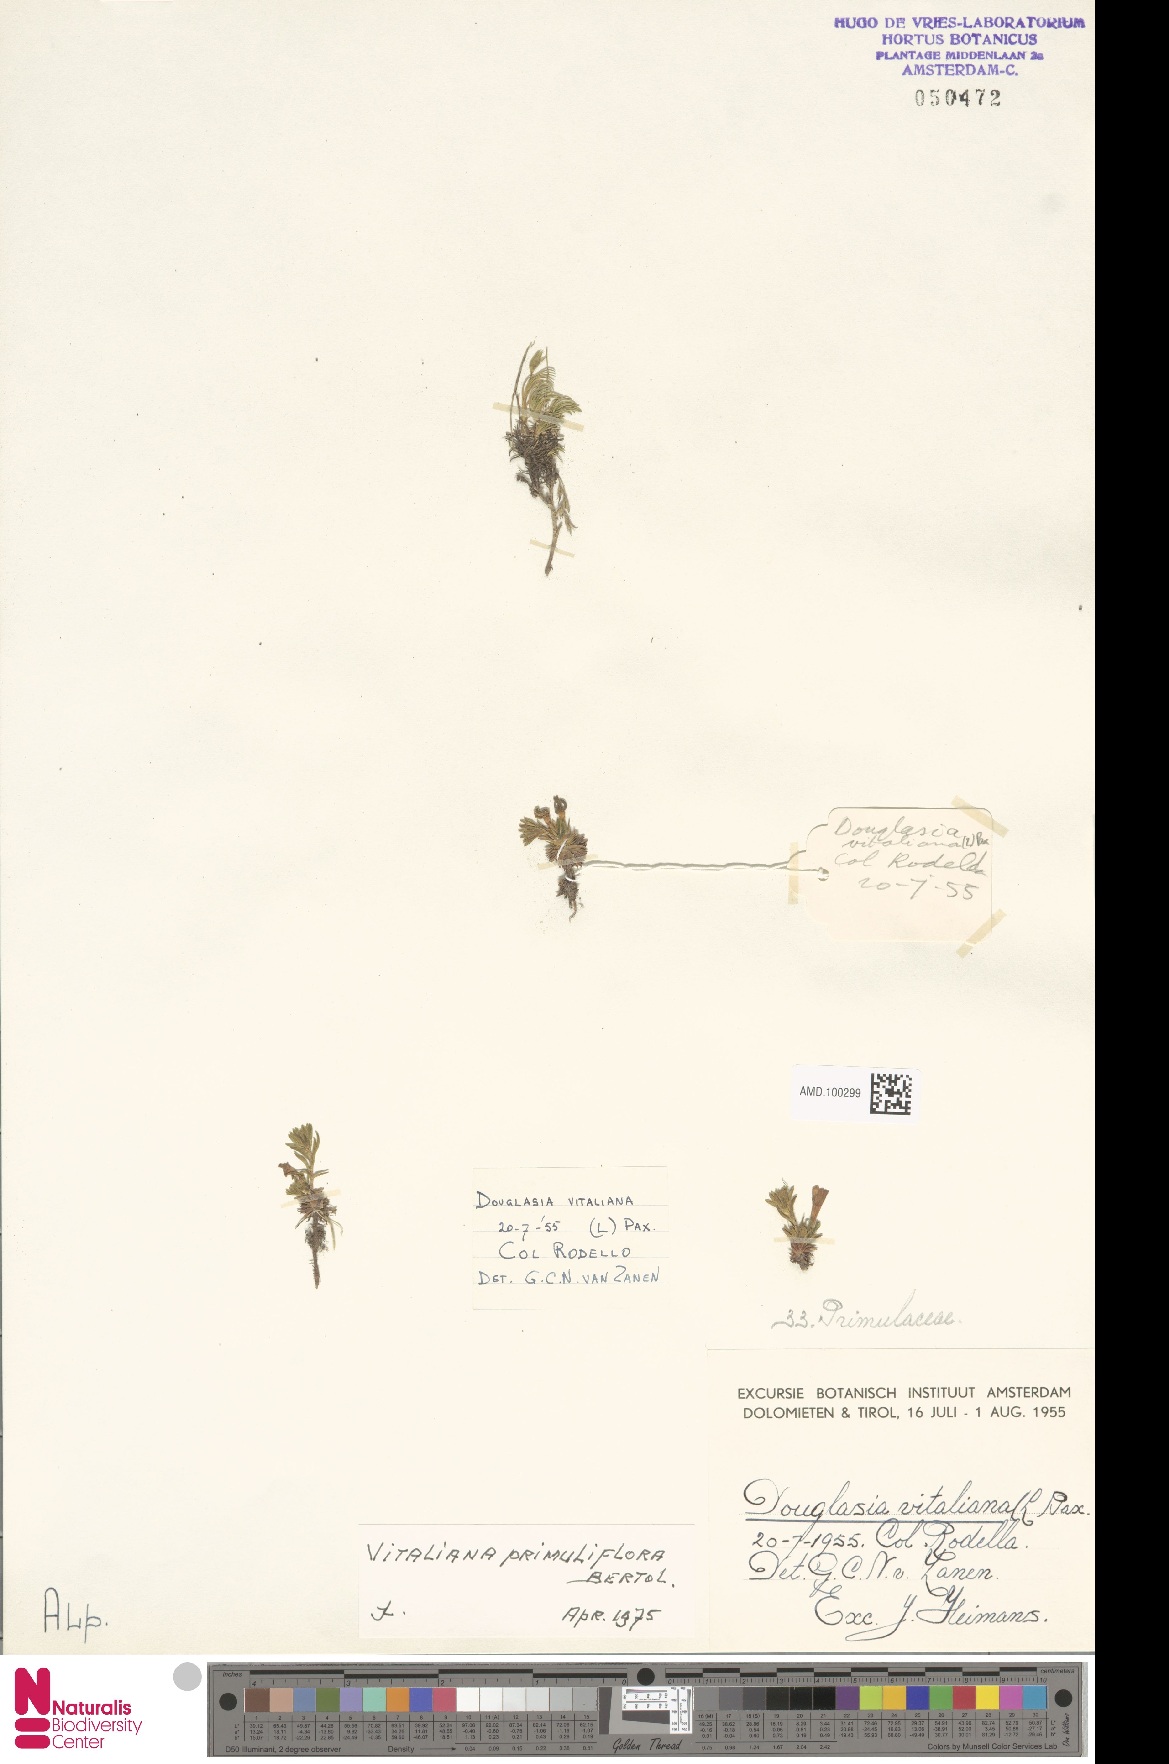 HUGO DE VRIES-LABORATORIUM
HORTUS BOTANICUS
PLANTAGE MIDDENLAAN 2a
AMSTERDAM-C.
050472
Douglasia
vitaliana (L) Pax
Col Rodella
20-7-55
AMD.100299
DOUGLASIA VITALIANA
20-7-'55 (L) PAX.
COL RODELLO
DET. G.C.N. VAN ZANEN
33. Primulaceae.
EXCURSIE BOTANISCH INSTITUUT AMSTERDAM
DOLOMIETEN & TIROL, 16 JULI - 1 AUG. 1955
Douglasia vitaliana (L Pax.
20-7-1955. Col. Rodella.
Det. G.C.N. v. Zanen.
Exc. J. Heimans.
VITALIANA PRIMULIFLORA
BERTOL.
Apr. 1975
ALP.
Naturalis
Biodiversity
Center
inches
centimetres
D50 Illuminant, 2 degree observer
Density
Golden Thread
Colors by Munsell Color Services Lab